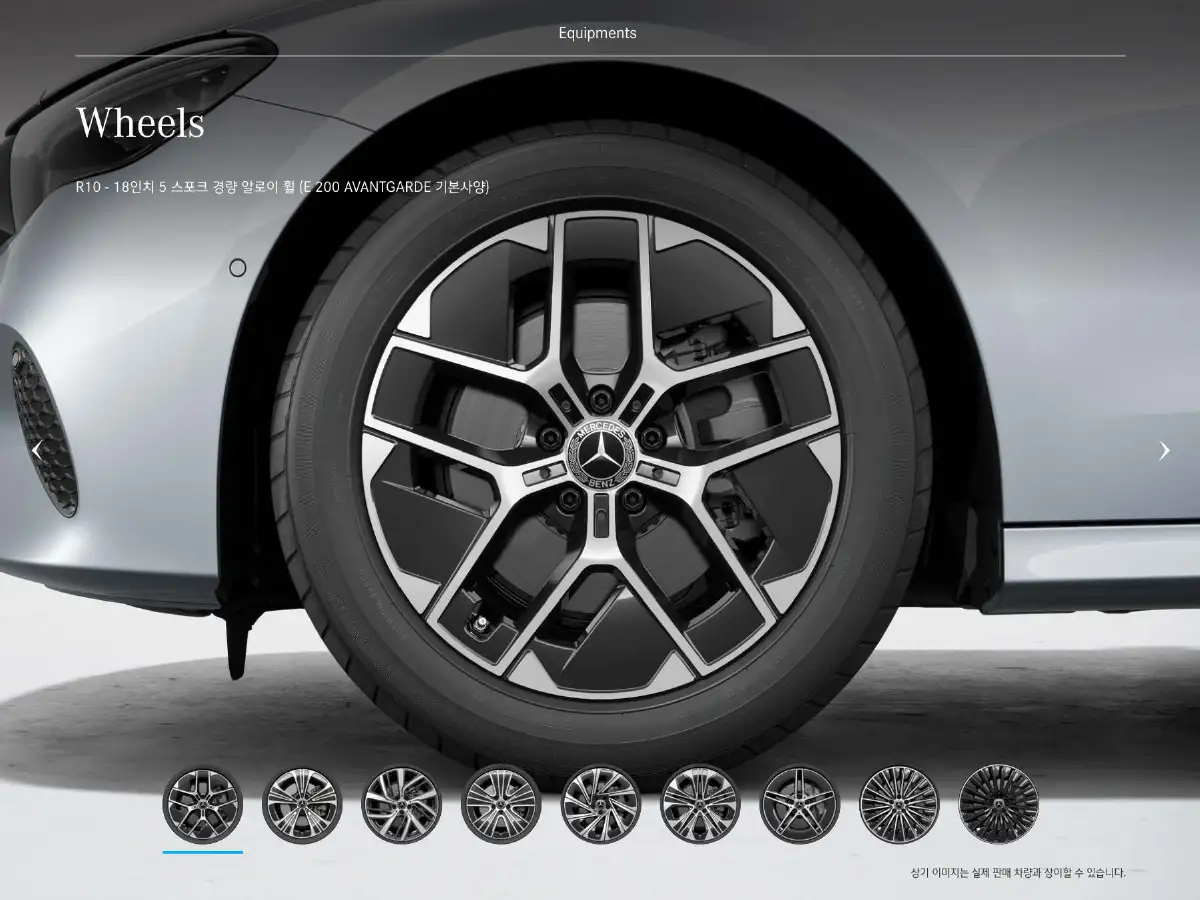 Equipments
Wheels
R10 - 18인치 5 스포크 경량 알로이 휠 (E 200 AVANTGARDE 기본사양)
MERCEDES
BENZ
상기 이미지는 실제 판매 차량과 상이할 수 있습니다.